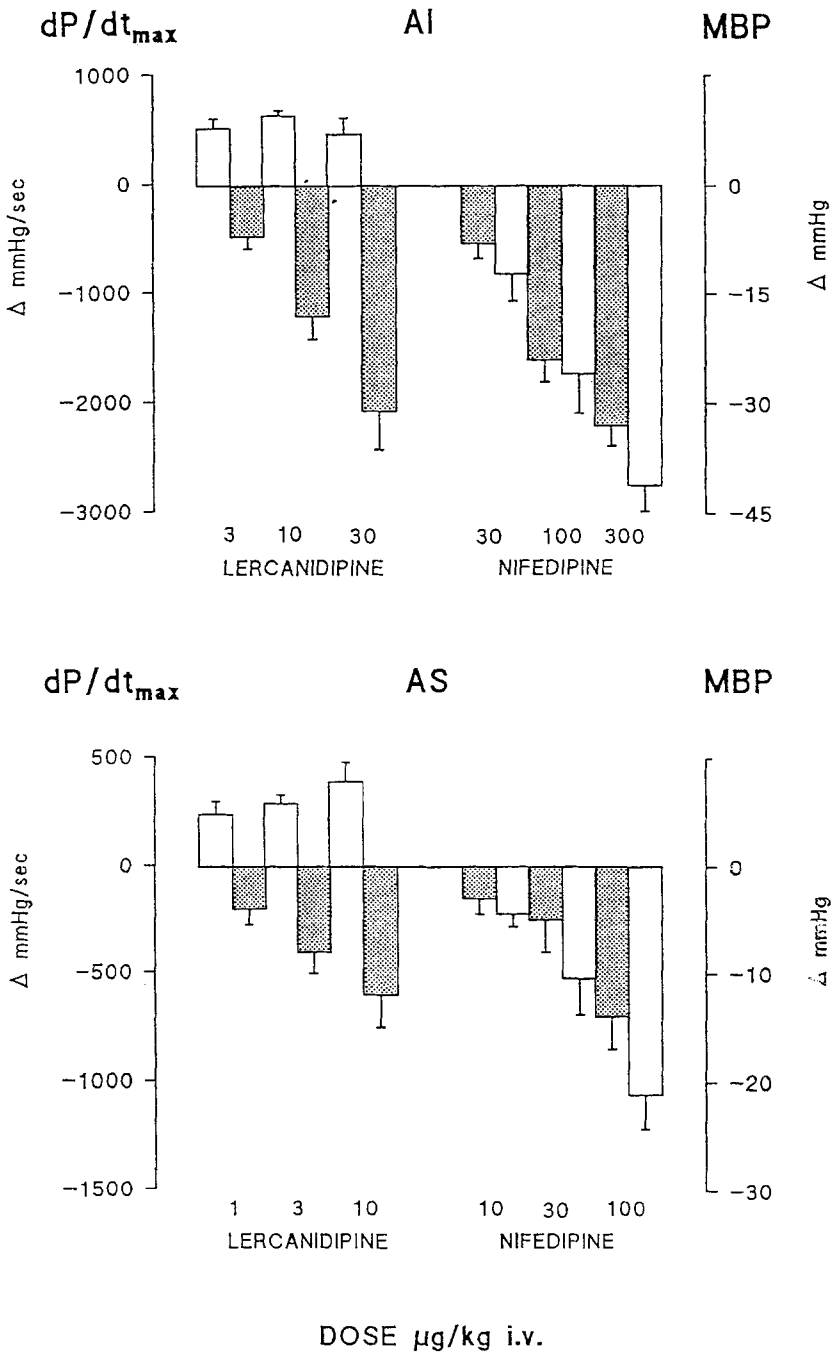 dP/dtmax AI MBP
1000
0 0
-1000 -15
-2000 -30
-3000 -45
Δ mmHg/sec
Δ mmHg
3 10 30 30 100 300
LERCANIDIPINE NIFEDIPINE
dP/dtmax AS MBP
500
0 0
-500 -10
-1000 -20
-1500 -30
Δ mmHg/sec
Δ mmHg
1 3 10 10 30 100
LERCANIDIPINE NIFEDIPINE
DOSE μg/kg i.v.